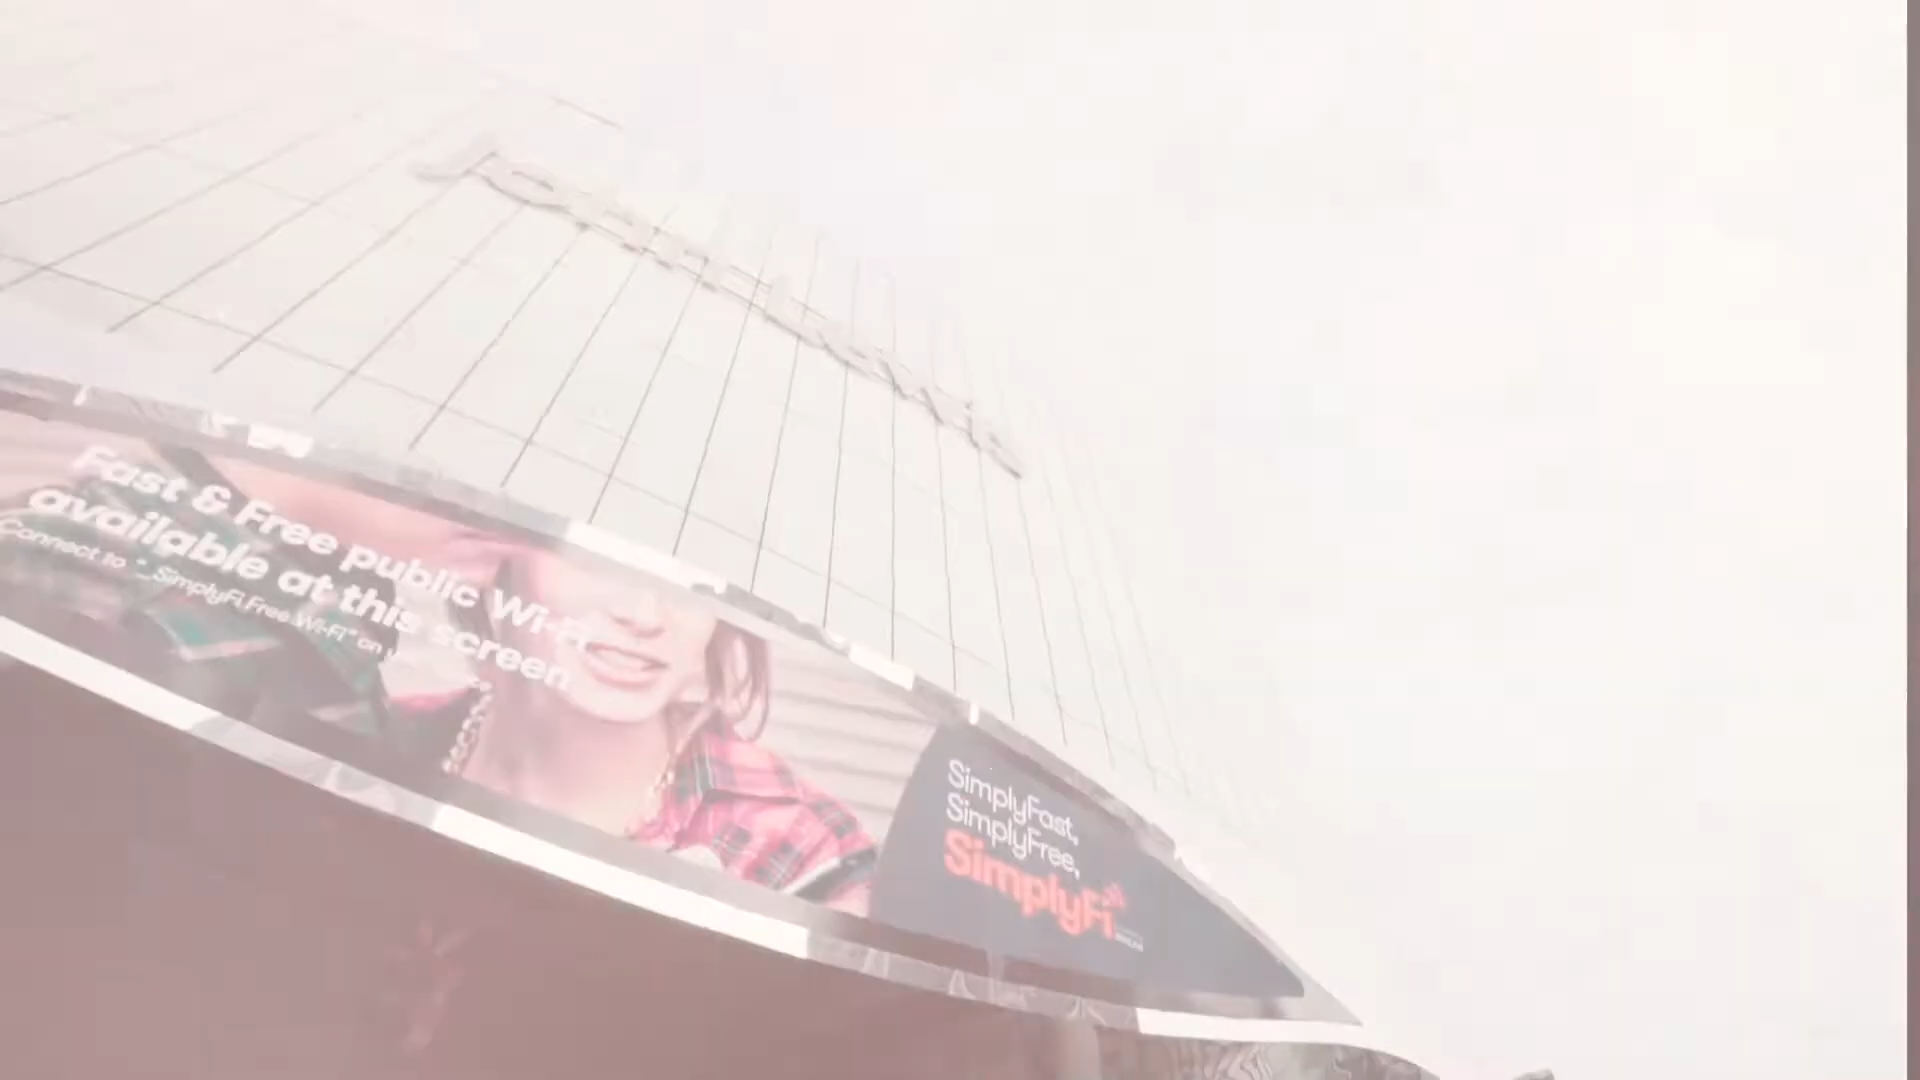 Fast & Free public Wi-Fi
available at this screen
Connect to "_SimplyFi Free Wi-Fi" on
SimplyFast,
SimplyFree,
SimplyFi